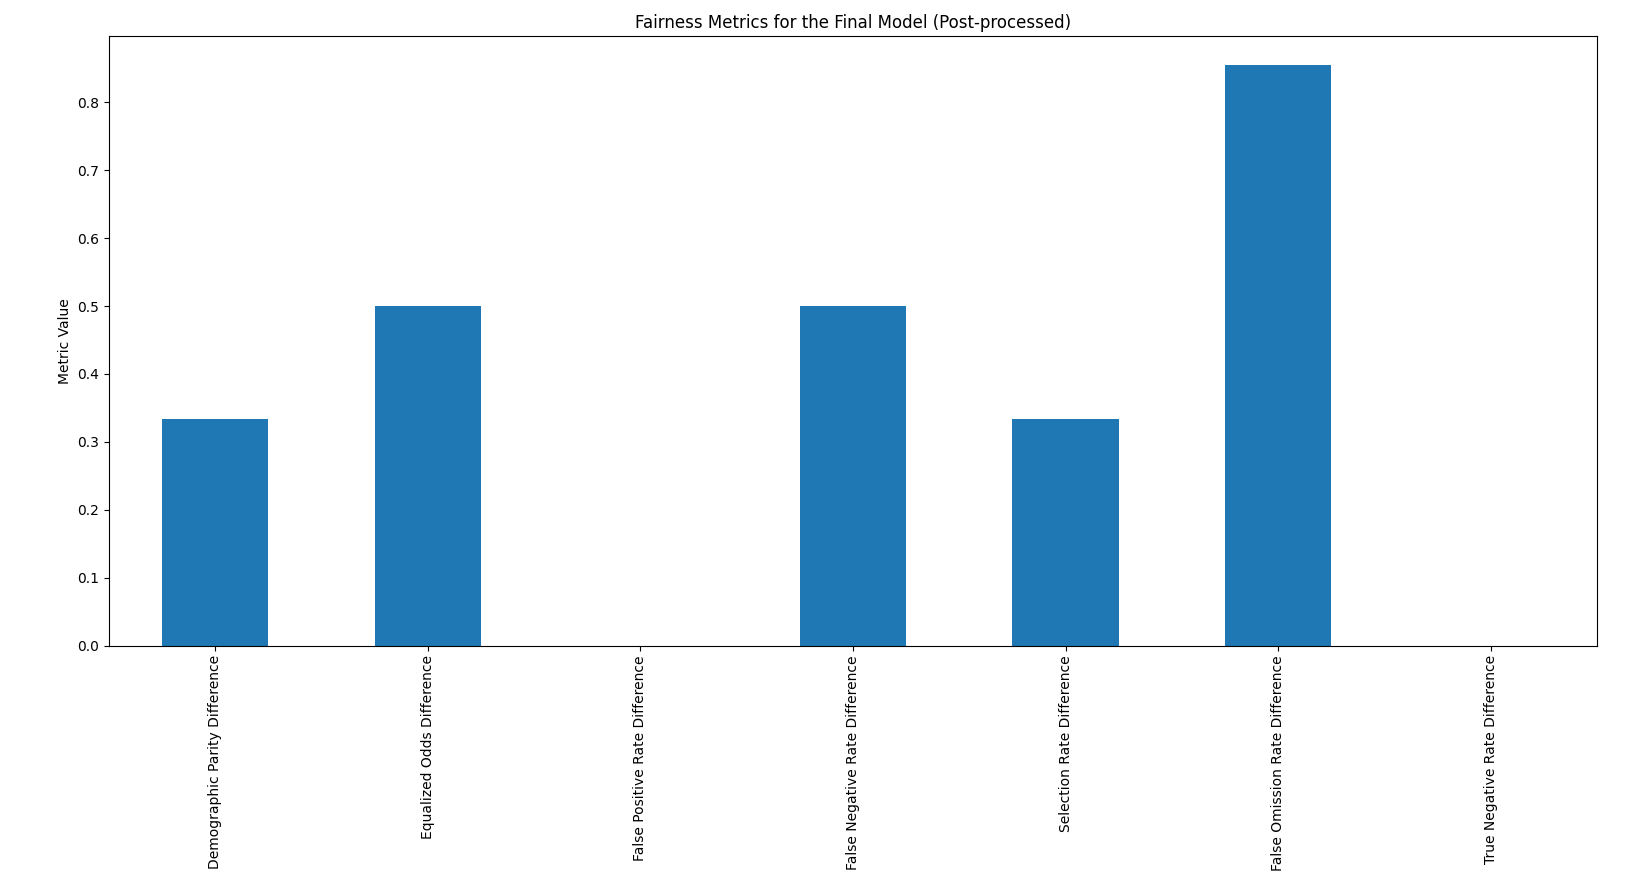 Fairness Metrics for the Final Model (Post-processed)
Metric Value
0.8
0.7
0.6
0.5
0.4
0.3
0.2
0.1
0.0
Demographic Parity Difference
Equalized Odds Difference
False Positive Rate Difference
False Negative Rate Difference
Selection Rate Difference
False Omission Rate Difference
True Negative Rate Difference